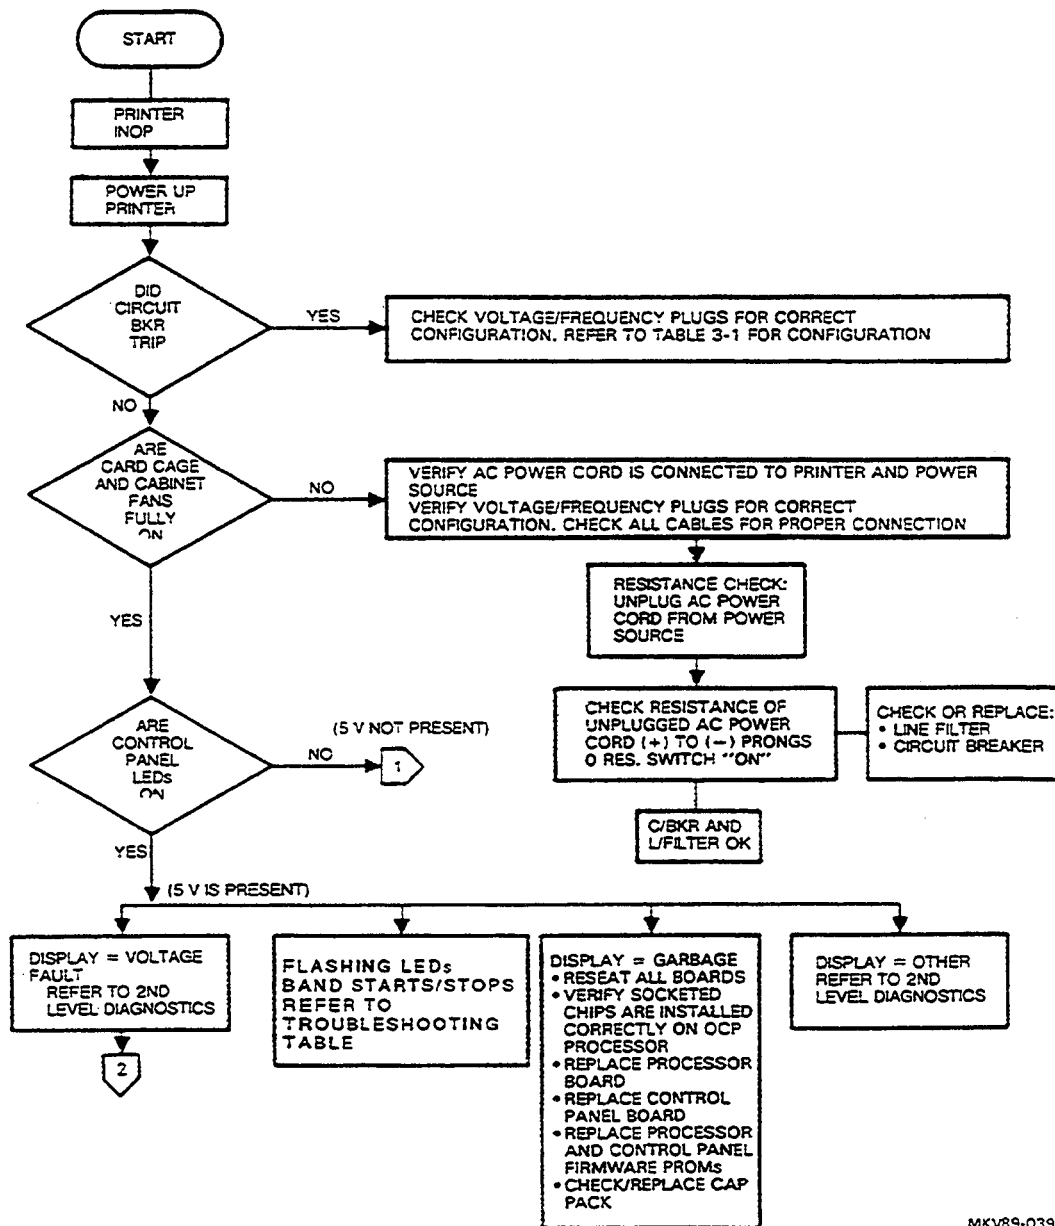 START
PRINTER
INOP
POWER UP
PRINTER
DID
CIRCUIT
BKR
TRIP
YES
CHECK VOLTAGE/FREQUENCY PLUGS FOR CORRECT
CONFIGURATION. REFER TO TABLE 3-1 FOR CONFIGURATION
NO
ARE
CARD CAGE
AND CABINET
FANS
FULLY
ON
NO
VERIFY AC POWER CORD IS CONNECTED TO PRINTER AND POWER
SOURCE
VERIFY VOLTAGE/FREQUENCY PLUGS FOR CORRECT
CONFIGURATION. CHECK ALL CABLES FOR PROPER CONNECTION
RESISTANCE CHECK:
UNPLUG AC POWER
CORD FROM POWER
SOURCE
YES
CHECK RESISTANCE OF
UNPLUGGED AC POWER
CORD (+) TO (−) PRONGS
0 RES. SWITCH "ON"
CHECK OR REPLACE:
• LINE FILTER
• CIRCUIT BREAKER
C/BKR AND
L/FILTER OK
ARE
CONTROL
PANEL
LEDs
ON
(5 V NOT PRESENT)
NO
1
YES
(5 V IS PRESENT)
DISPLAY = VOLTAGE
FAULT
REFER TO 2ND
LEVEL DIAGNOSTICS
2
FLASHING LEDs
BAND STARTS/STOPS
REFER TO
TROUBLESHOOTING
TABLE
DISPLAY = GARBAGE
• RESEAT ALL BOARDS
• VERIFY SOCKETED
CHIPS ARE INSTALLED
CORRECTLY ON OCP
PROCESSOR
• REPLACE PROCESSOR
BOARD
• REPLACE CONTROL
PANEL BOARD
• REPLACE PROCESSOR
AND CONTROL PANEL
FIRMWARE PROMs
• CHECK/REPLACE CAP
PACK
DISPLAY = OTHER
REFER TO 2ND
LEVEL DIAGNOSTICS
MKV89-039